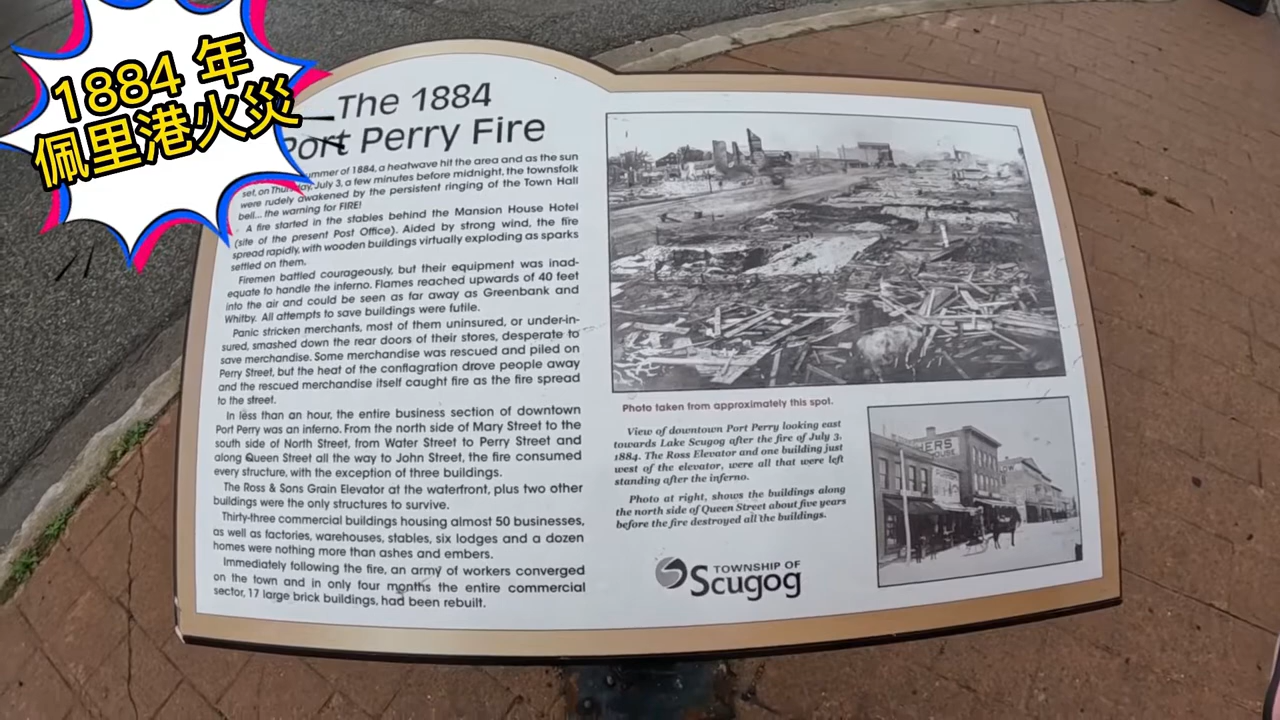 1884 年
佩里港火災
The 1884
Port Perry Fire
ummer of 1884, a heatwave hit the area and as the sun
set, on Thursday, July 3, a few minutes before midnight, the townsfolk
were rudely awakened by the persistent ringing of the Town Hall
bell... the warning for FIRE!
A fire started in the stables behind the Mansion House Hotel
(site of the present Post Office). Aided by strong wind, the fire
spread rapidly, with wooden buildings virtually exploding as sparks
settled on them.
Firemen battled courageously, but their equipment was inad-
equate to handle the inferno. Flames reached upwards of 40 feet
into the air and could be seen as far away as Greenbank and
Whitby. All attempts to save buildings were futile.
Panic stricken merchants, most of them uninsured, or under-in-
sured, smashed down the rear doors of their stores, desperate to
save merchandise. Some merchandise was rescued and piled on
Perry Street, but the heat of the conflagration drove people away
and the rescued merchandise itself caught fire as the fire spread
to the street.
In less than an hour, the entire business section of downtown
Port Perry was an inferno. From the north side of Mary Street to the
south side of North Street, from Water Street to Perry Street and
along Queen Street all the way to John Street, the fire consumed
every structure, with the exception of three buildings.
The Ross & Sons Grain Elevator at the waterfront, plus two other
buildings were the only structures to survive.
Thirty-three commercial buildings housing almost 50 businesses,
as well as factories, warehouses, stables, six lodges and a dozen
homes were nothing more than ashes and embers.
Immediately following the fire, an army of workers converged
on the town and in only four months the entire commercial
sector, 17 large brick buildings, had been rebuilt.
Photo taken from approximately this spot.
View of downtown Port Perry looking east
towards Lake Scugog after the fire of July 3,
1884. The Ross Elevator and one building just
west of the elevator, were all that were left
standing after the inferno.
Photo at right, shows the buildings along
the north side of Queen Street about five years
before the fire destroyed all the buildings.
TOWNSHIP OF
Scugog